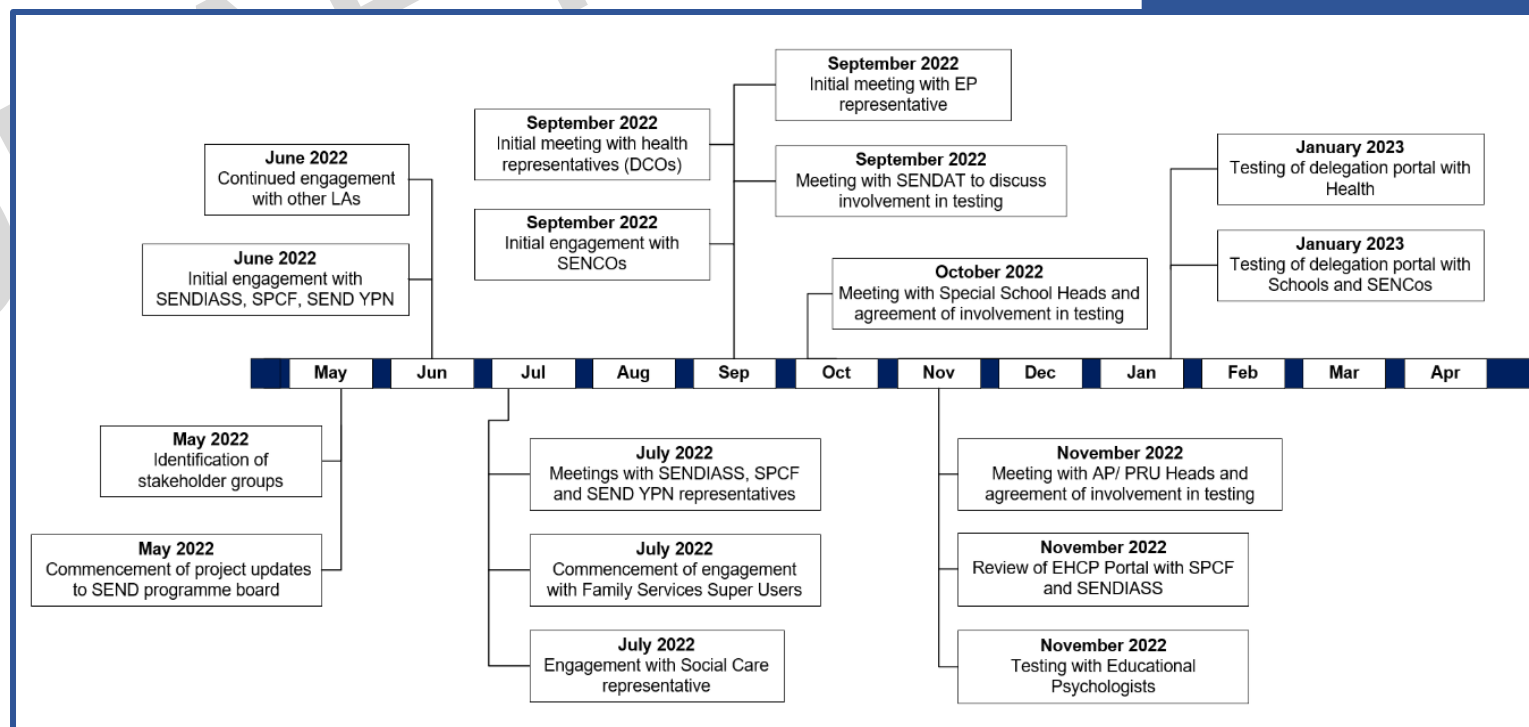 September 2022
Initial meeting with EP
representative
September 2022
Initial meeting with health
representatives (DCOs)
June 2022
Continued engagement
with other LAs
September 2022
Meeting with SENDAT to discuss
involvement in testing
January 2023
Testing of delegation portal with
Health
September 2022
Initial engagement with
SENCOs
June 2022
Initial engagement with
SENDIASS, SPCF, SEND YPN
October 2022
Meeting with Special School Heads and
agreement of involvement in testing
January 2023
Testing of delegation portal with
Schools and SENCos
May Jun Jul Aug Sep Oct Nov Dec Jan Feb Mar Apr
May 2022
Identification of
stakeholder groups
July 2022
Meetings with SENDIASS, SPCF
and SEND YPN representatives
November 2022
Meeting with AP/ PRU Heads and
agreement of involvement in testing
May 2022
Commencement of project updates
to SEND programme board
July 2022
Commencement of engagement
with Family Services Super Users
November 2022
Review of EHCP Portal with SPCF
and SENDIASS
July 2022
Engagement with Social Care
representative
November 2022
Testing with Educational
Psychologists